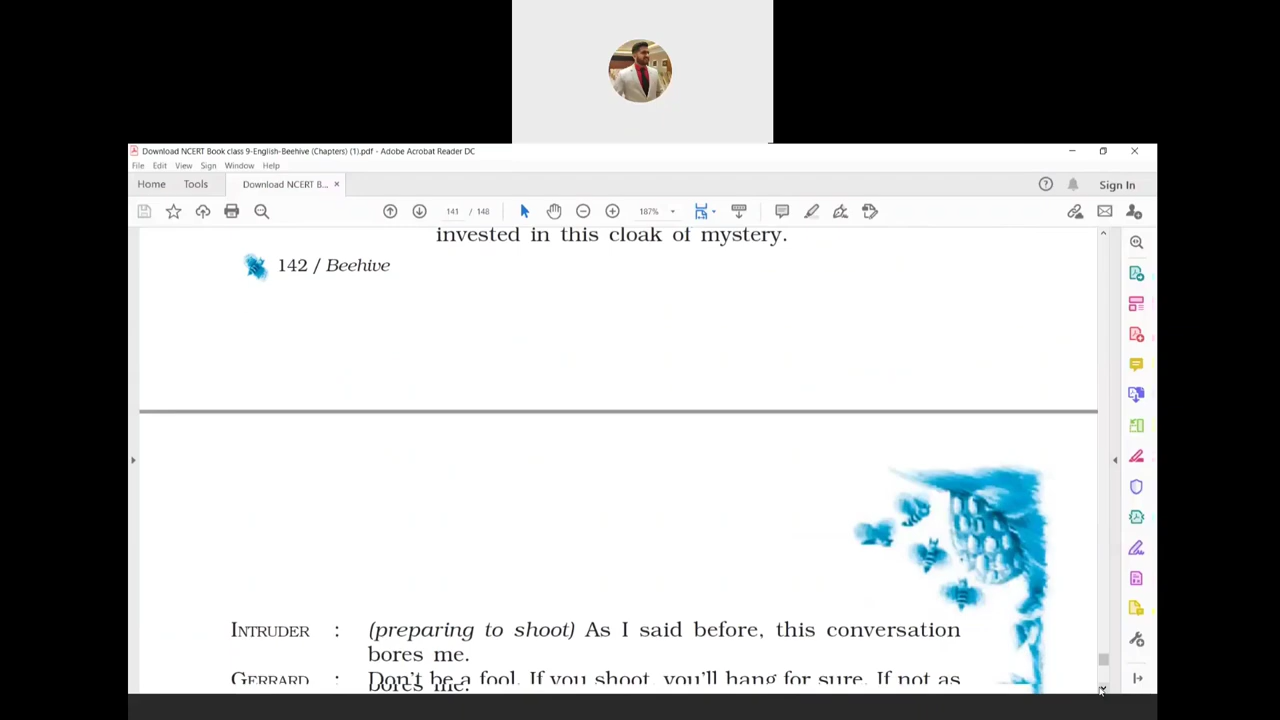 Download NCERT Book class 9-English-Beehive (Chapters) (1).pdf - Adobe Acrobat Reader DC
File Edit View Sign Window Help
Home Tools Download NCERT B... × Sign In
141 / 148 187%
invested in this cloak of mystery.
142 / Beehive
INTRUDER : (preparing to shoot) As I said before, this conversation
bores me.
GERRARD : Don't be a fool. If you shoot, you'll hang for sure. If not as
bores me.